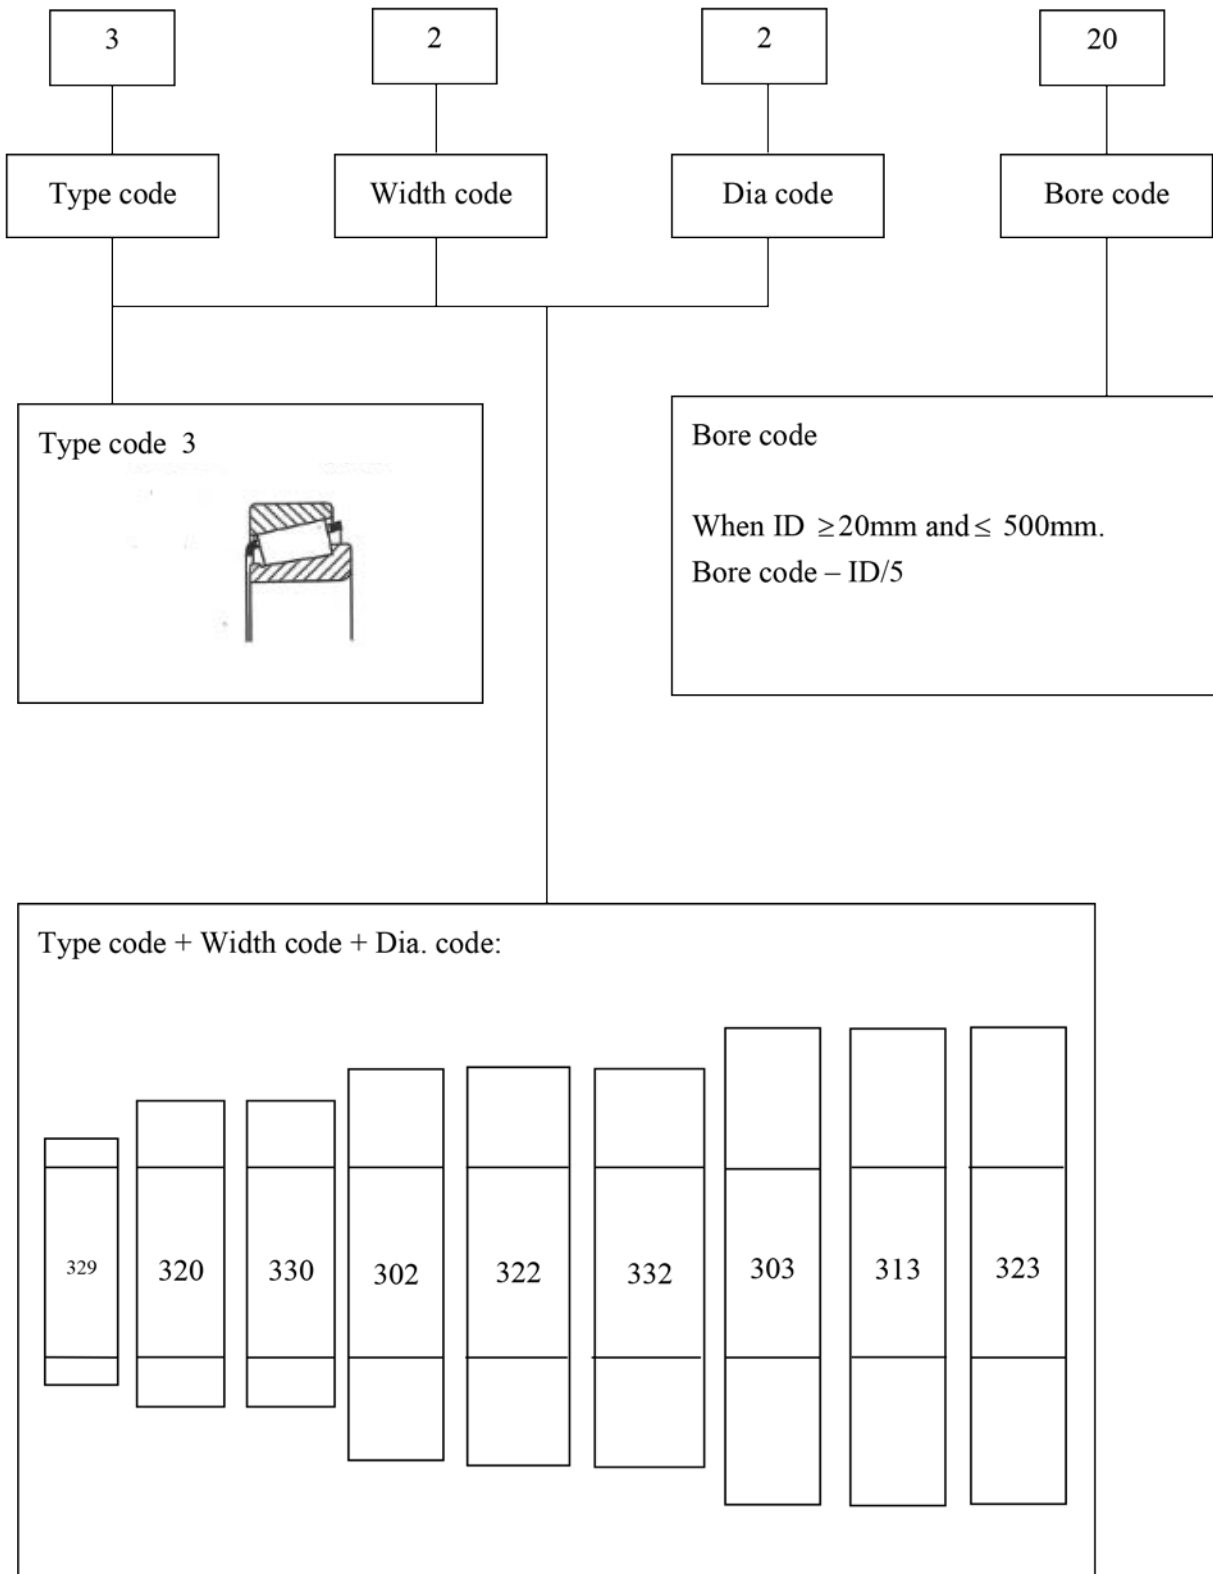 3
2
2
20
Type code
Width code
Dia code
Bore code
Type code 3
Bore code
When ID ≥20mm and ≤ 500mm.
Bore code – ID/5
Type code + Width code + Dia. code:
329
320
330
302
322
332
303
313
323